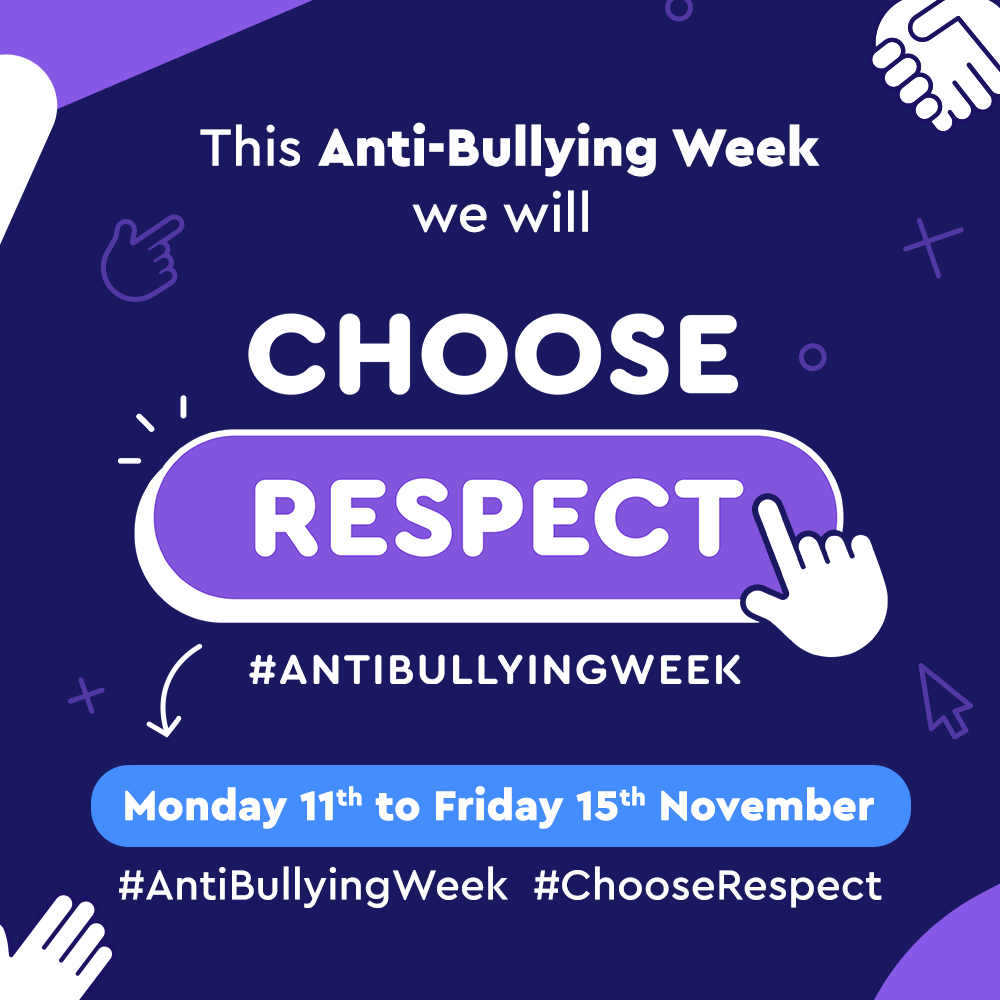 This Anti-Bullying Week
we will
CHOOSE
RESPECT
#ANTIBULLYINGWEEK
Monday 11th to Friday 15th November
#AntiBullyingWeek #ChooseRespect